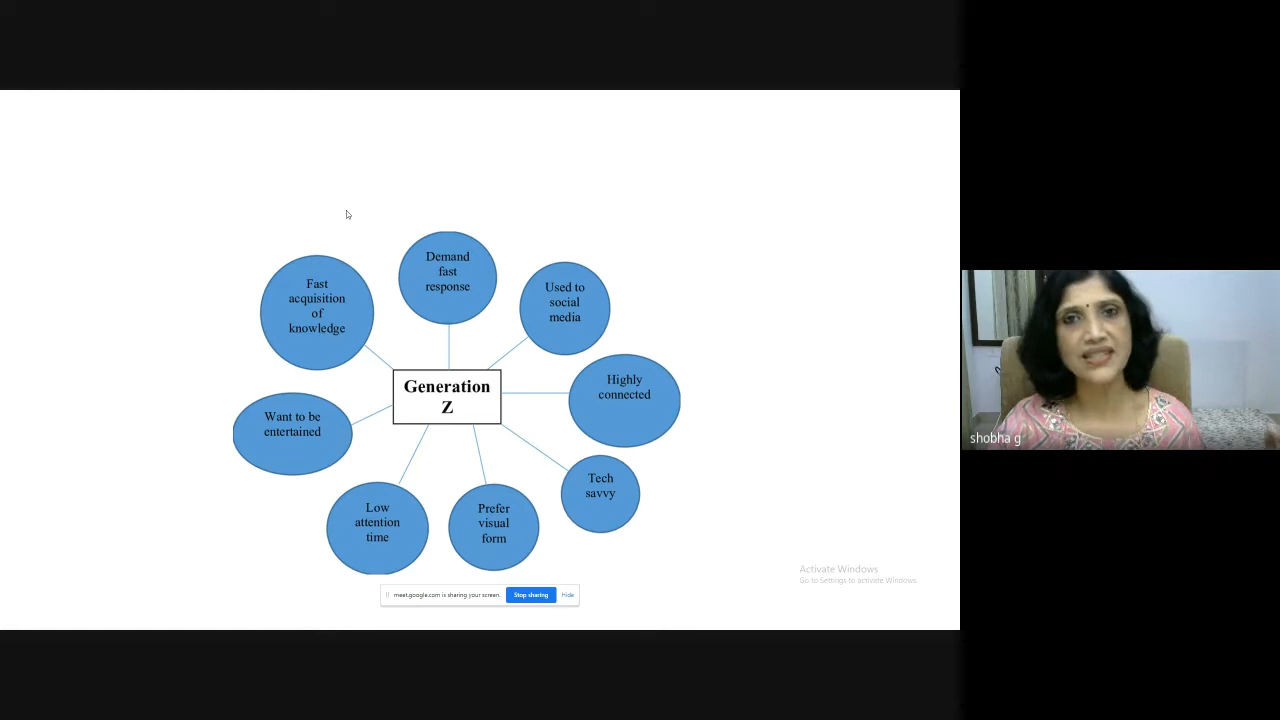 Demand
fast
response
Fast
acquisition
of
knowledge
Used to
social
media
Highly
connected
Generation
Z
Want to be
entertained
Tech
savvy
Low
attention
time
Prefer
visual
form
shobha g
Activate Windows
Go to Settings to activate Windows.
meet.google.com is sharing your screen.
Stop sharing
Hide